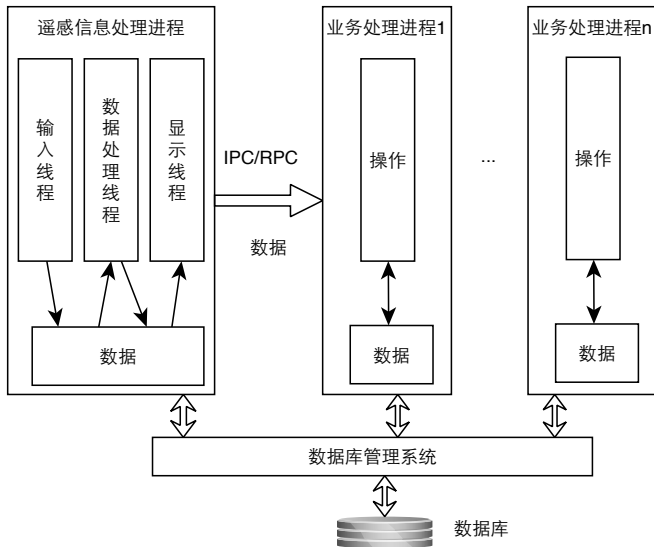 遥感信息处理进程
业务处理进程1
业务处理进程n
输入线程
数据处理线程
显示线程
IPC/RPC
操作
...
操作
数据
数据
数据
数据
数据库管理系统
数据库